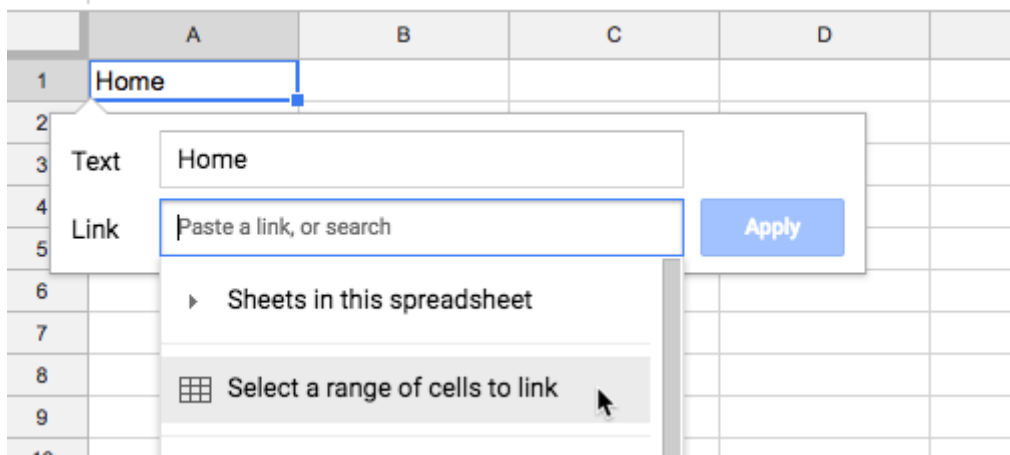 A B C D
1 Home
2
3 Text Home
4
Link Paste a link, or search Apply
5
6 Sheets in this spreadsheet
7
8 Select a range of cells to link
9